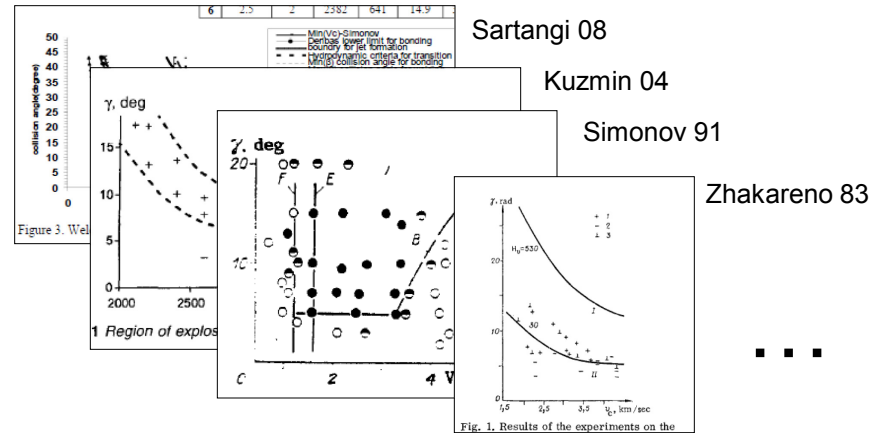 6 2.5 2 2382 641 14.9
Min(Vc)-Simonov
Deribas lower limit for bonding
boundry for jet formation
Hydrodynamic criteria for transition
Min(β) collision angle for bonding
50
45
40
35
30
25
20
15
10
5
0
collision angle(degree)
0
Figure 3. Wel
Sartangi 08
γ, deg
15
10
5
0
2000 2500
1 Region of explos
Kuzmin 04
γ, deg
20
10
F E
B
0 2 4 V
Simonov 91
γ, rad
H₀=530
+ 1
- 2
⊥ 3
20
10
0
30
I
II
1,5 2,5 3,5 v_c, km/sec
Fig. 1. Results of the experiments on the
Zhakareno 83
...